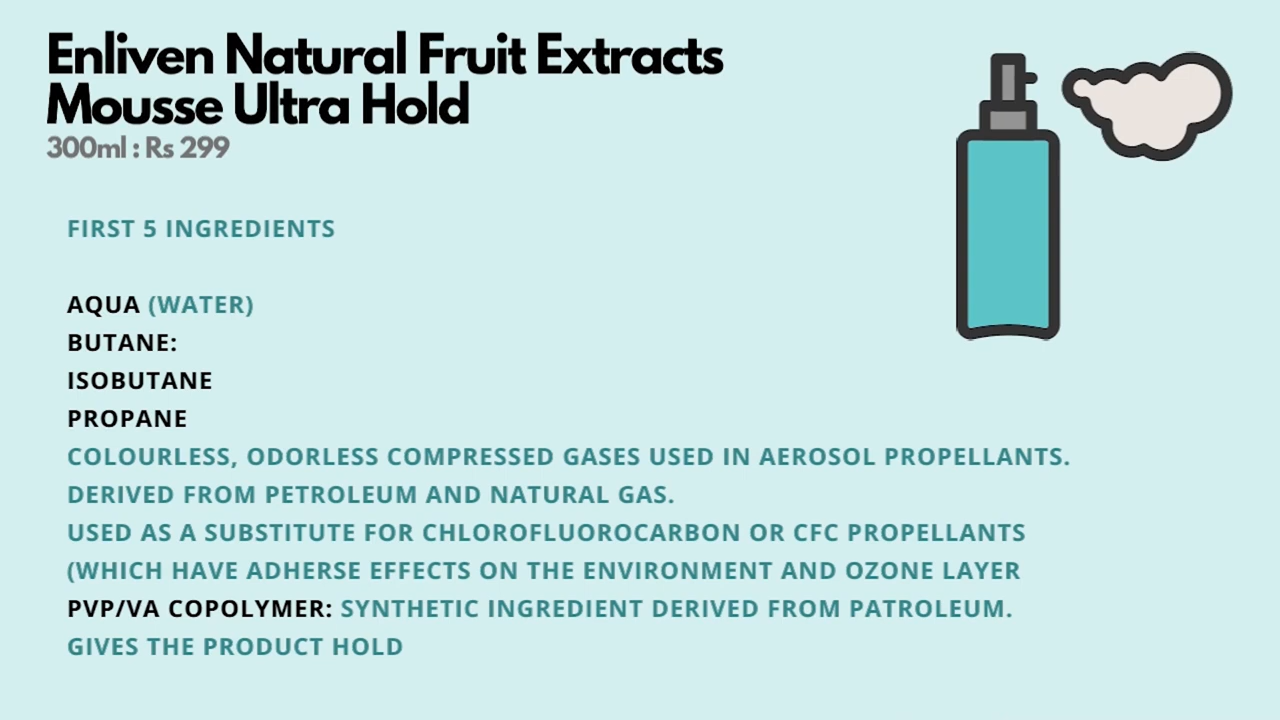 Enliven Natural Fruit Extracts
Mousse Ultra Hold
300ml : Rs 299
FIRST 5 INGREDIENTS
AQUA (WATER)
BUTANE:
ISOBUTANE
PROPANE
COLOURLESS, ODORLESS COMPRESSED GASES USED IN AEROSOL PROPELLANTS.
DERIVED FROM PETROLEUM AND NATURAL GAS.
USED AS A SUBSTITUTE FOR CHLOROFLUOROCARBON OR CFC PROPELLANTS
(WHICH HAVE ADHERSE EFFECTS ON THE ENVIRONMENT AND OZONE LAYER
PVP/VA COPOLYMER: SYNTHETIC INGREDIENT DERIVED FROM PATROLEUM.
GIVES THE PRODUCT HOLD